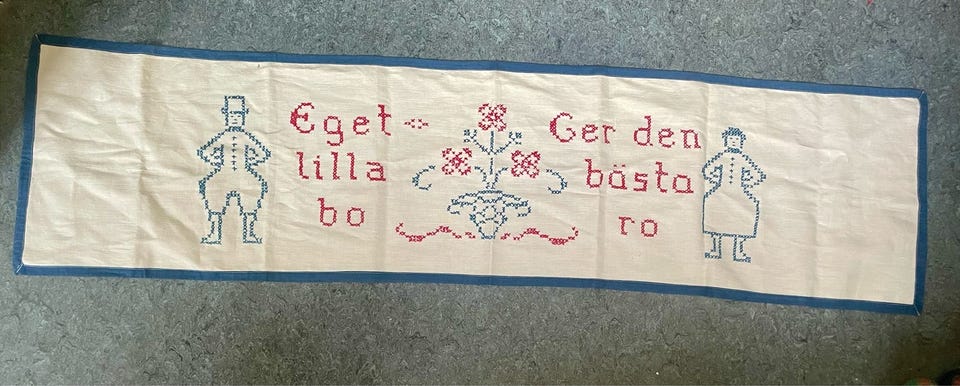 Eget
lilla
bo
Ger den
bästa
ro